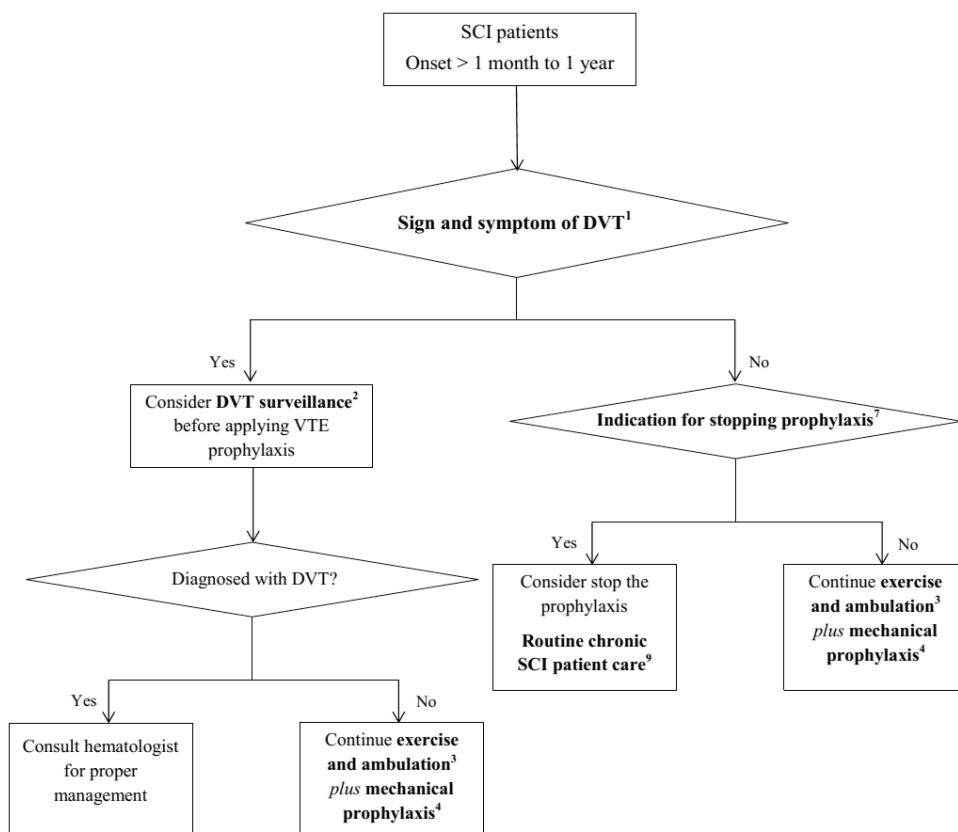 SCI patients
Onset > 1 month to 1 year
Sign and symptom of DVT¹
Yes
No
Consider DVT surveillance²
before applying VTE
prophylaxis
Indication for stopping prophylaxis⁷
Diagnosed with DVT?
Yes
No
Consider stop the
prophylaxis
Routine chronic
SCI patient care⁹
Continue exercise
and ambulation³
plus mechanical
prophylaxis⁴
Yes
No
Consult hematologist
for proper
management
Continue exercise
and ambulation³
plus mechanical
prophylaxis⁴